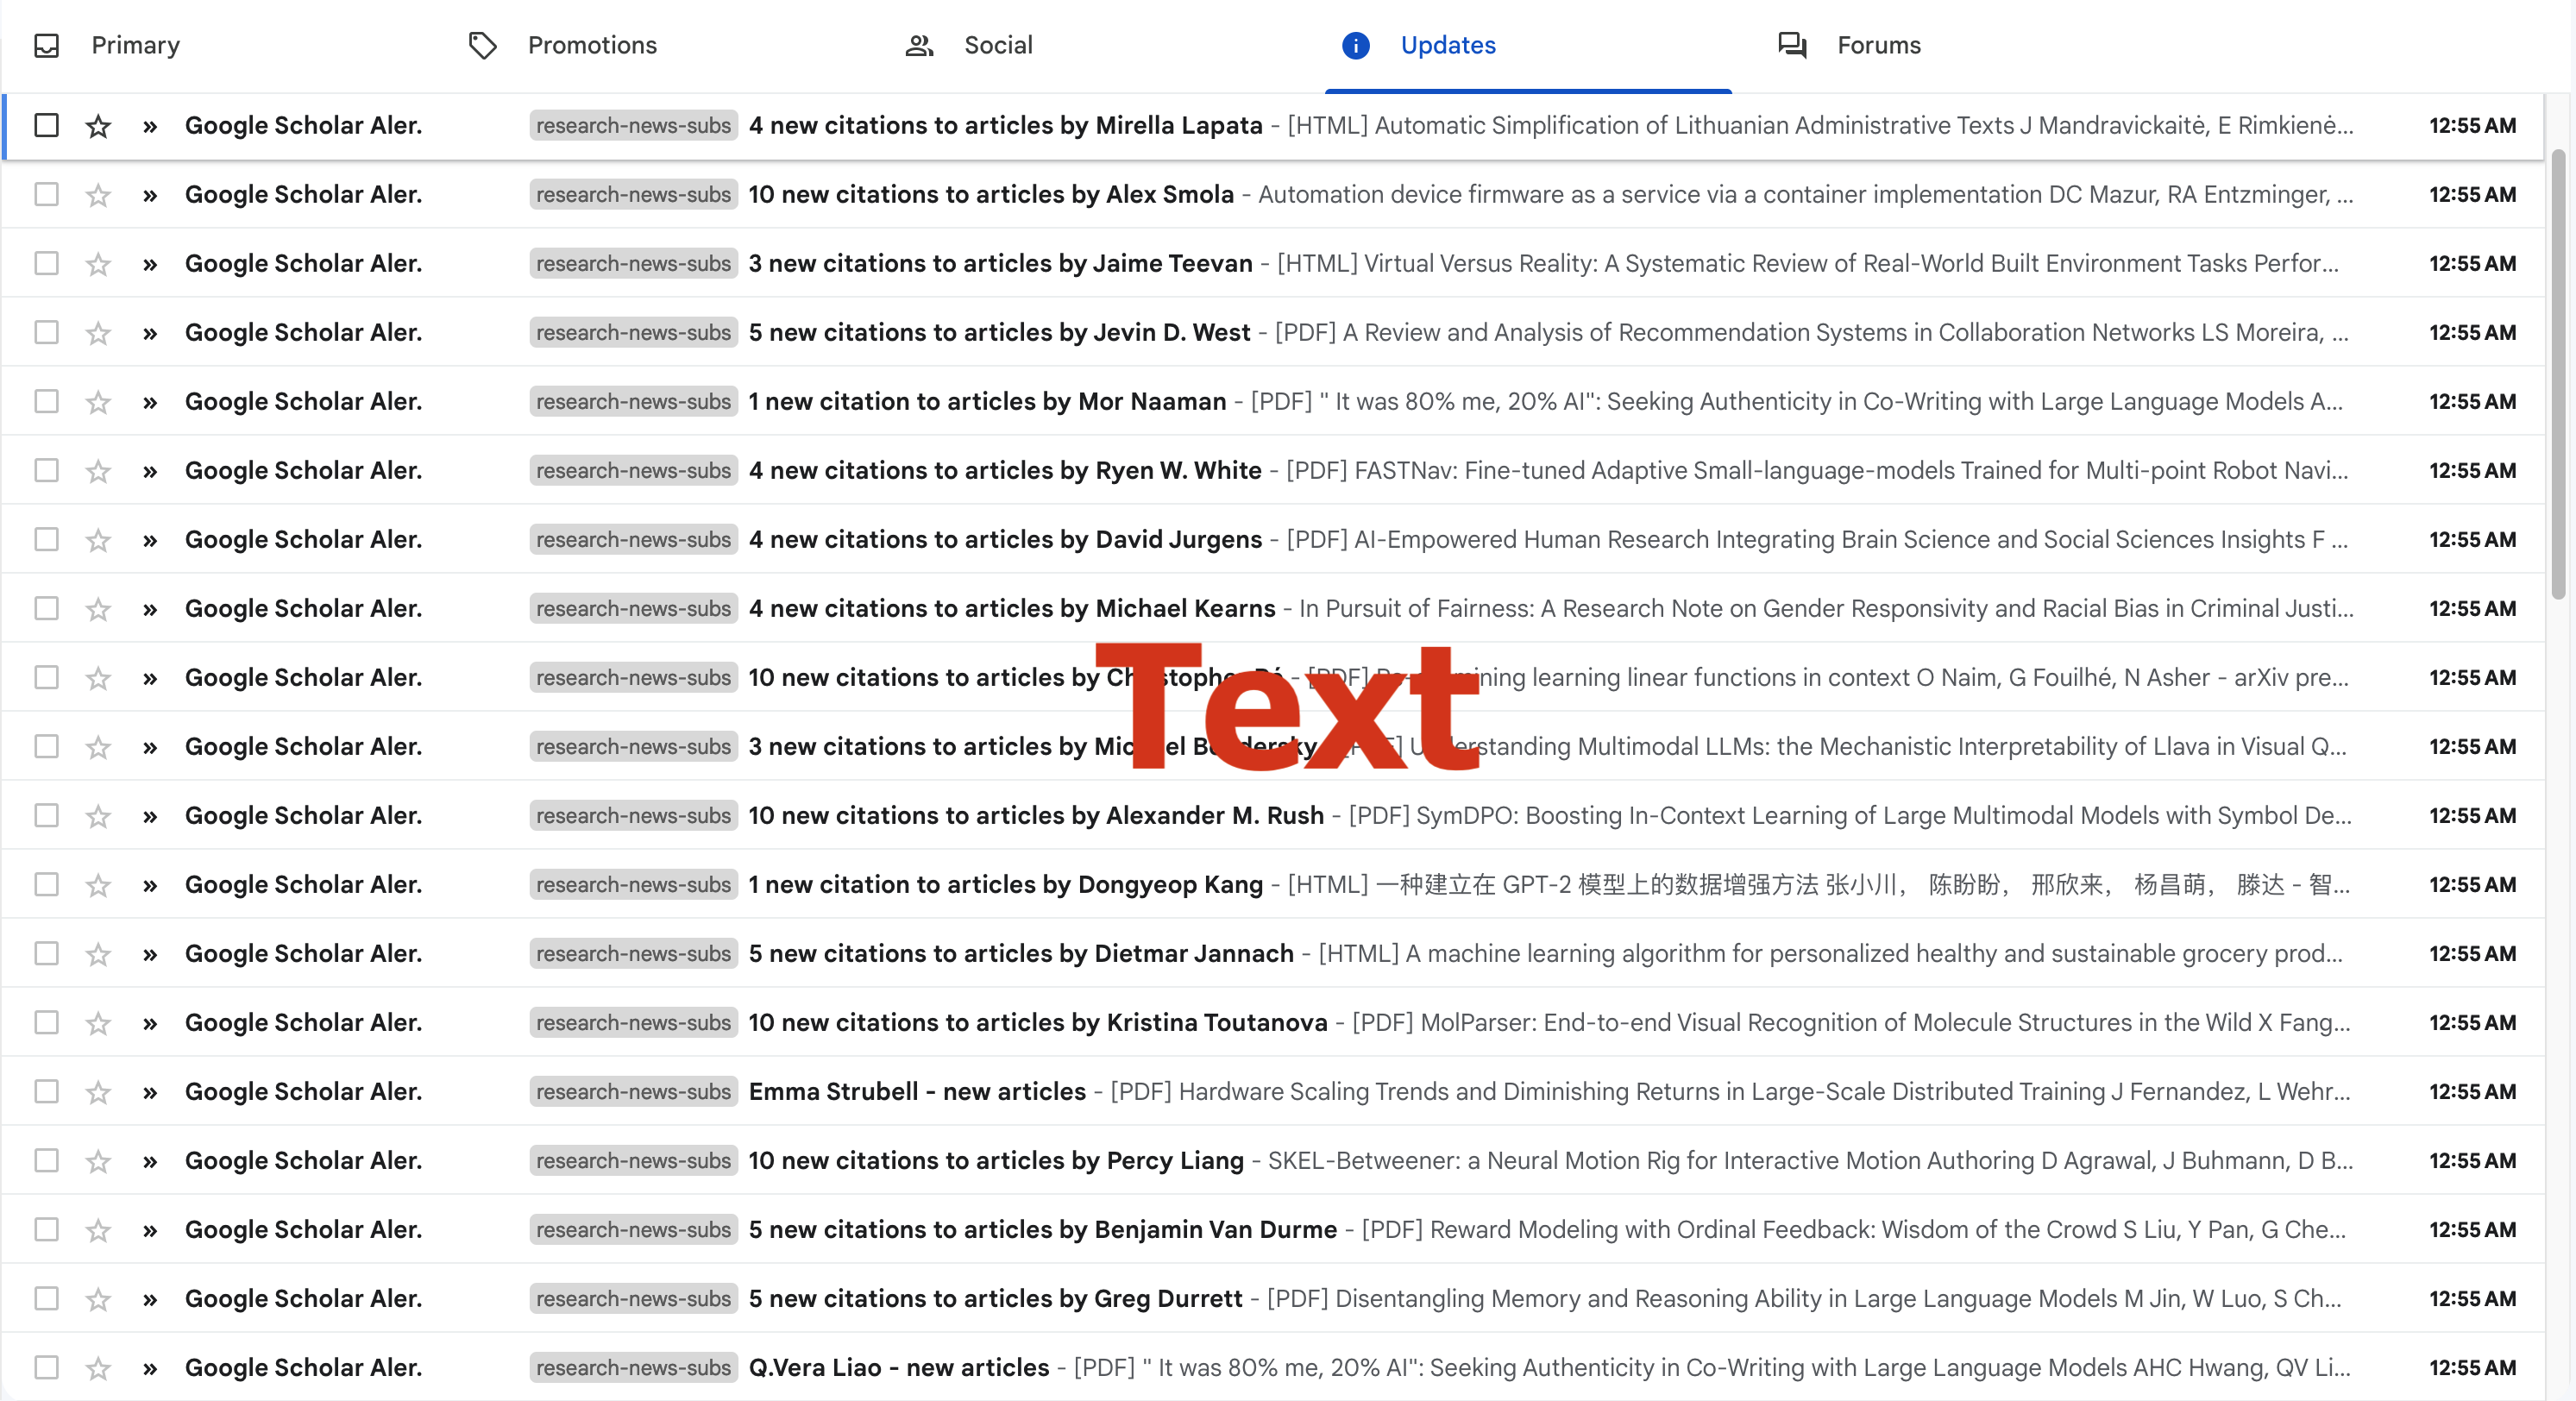 Primary Promotions Social Updates Forums
Google Scholar Aler. research-news-subs 4 new citations to articles by Mirella Lapata - [HTML] Automatic Simplification of Lithuanian Administrative Texts J Mandravickaitė, E Rimkienė... 12:55 AM
Google Scholar Aler. research-news-subs 10 new citations to articles by Alex Smola - Automation device firmware as a service via a container implementation DC Mazur, RA Entzminger, ... 12:55 AM
Google Scholar Aler. research-news-subs 3 new citations to articles by Jaime Teevan - [HTML] Virtual Versus Reality: A Systematic Review of Real-World Built Environment Tasks Perfor... 12:55 AM
Google Scholar Aler. research-news-subs 5 new citations to articles by Jevin D. West - [PDF] A Review and Analysis of Recommendation Systems in Collaboration Networks LS Moreira, ... 12:55 AM
Google Scholar Aler. research-news-subs 1 new citation to articles by Mor Naaman - [PDF] " It was 80% me, 20% AI": Seeking Authenticity in Co-Writing with Large Language Models A... 12:55 AM
Google Scholar Aler. research-news-subs 4 new citations to articles by Ryen W. White - [PDF] FASTNav: Fine-tuned Adaptive Small-language-models Trained for Multi-point Robot Navi... 12:55 AM
Google Scholar Aler. research-news-subs 4 new citations to articles by David Jurgens - [PDF] AI-Empowered Human Research Integrating Brain Science and Social Sciences Insights F ... 12:55 AM
Google Scholar Aler. research-news-subs 4 new citations to articles by Michael Kearns - In Pursuit of Fairness: A Research Note on Gender Responsivity and Racial Bias in Criminal Justi... 12:55 AM
Google Scholar Aler. research-news-subs 10 new citations to articles by - [PDF] learning linear functions in context O Naim, G Fouilhé, N Asher - arXiv pre... 12:55 AM
Text
Google Scholar Aler. research-news-subs 3 new citations to articles by Multimodal LLMs: the Mechanistic Interpretability of Llava in Visual Q... 12:55 AM
Google Scholar Aler. research-news-subs 10 new citations to articles by Alexander M. Rush - [PDF] SymDPO: Boosting In-Context Learning of Large Multimodal Models with Symbol De... 12:55 AM
Google Scholar Aler. research-news-subs 1 new citation to articles by Dongyeop Kang - [HTML] 一种建立在 GPT-2 模型上的数据增强方法 张小川， 陈盼盼， 邢欣来， 杨昌萌， 滕达 - 智... 12:55 AM
Google Scholar Aler. research-news-subs 5 new citations to articles by Dietmar Jannach - [HTML] A machine learning algorithm for personalized healthy and sustainable grocery prod... 12:55 AM
Google Scholar Aler. research-news-subs 10 new citations to articles by Kristina Toutanova - [PDF] MolParser: End-to-end Visual Recognition of Molecule Structures in the Wild X Fang... 12:55 AM
Google Scholar Aler. research-news-subs Emma Strubell - new articles - [PDF] Hardware Scaling Trends and Diminishing Returns in Large-Scale Distributed Training J Fernandez, L Wehr... 12:55 AM
Google Scholar Aler. research-news-subs 10 new citations to articles by Percy Liang - SKEL-Betweener: a Neural Motion Rig for Interactive Motion Authoring D Agrawal, J Buhmann, D B... 12:55 AM
Google Scholar Aler. research-news-subs 5 new citations to articles by Benjamin Van Durme - [PDF] Reward Modeling with Ordinal Feedback: Wisdom of the Crowd S Liu, Y Pan, G Che... 12:55 AM
Google Scholar Aler. research-news-subs 5 new citations to articles by Greg Durrett - [PDF] Disentangling Memory and Reasoning Ability in Large Language Models M Jin, W Luo, S Ch... 12:55 AM
Google Scholar Aler. research-news-subs Q.Vera Liao - new articles - [PDF] " It was 80% me, 20% AI": Seeking Authenticity in Co-Writing with Large Language Models AHC Hwang, QV Li... 12:55 AM